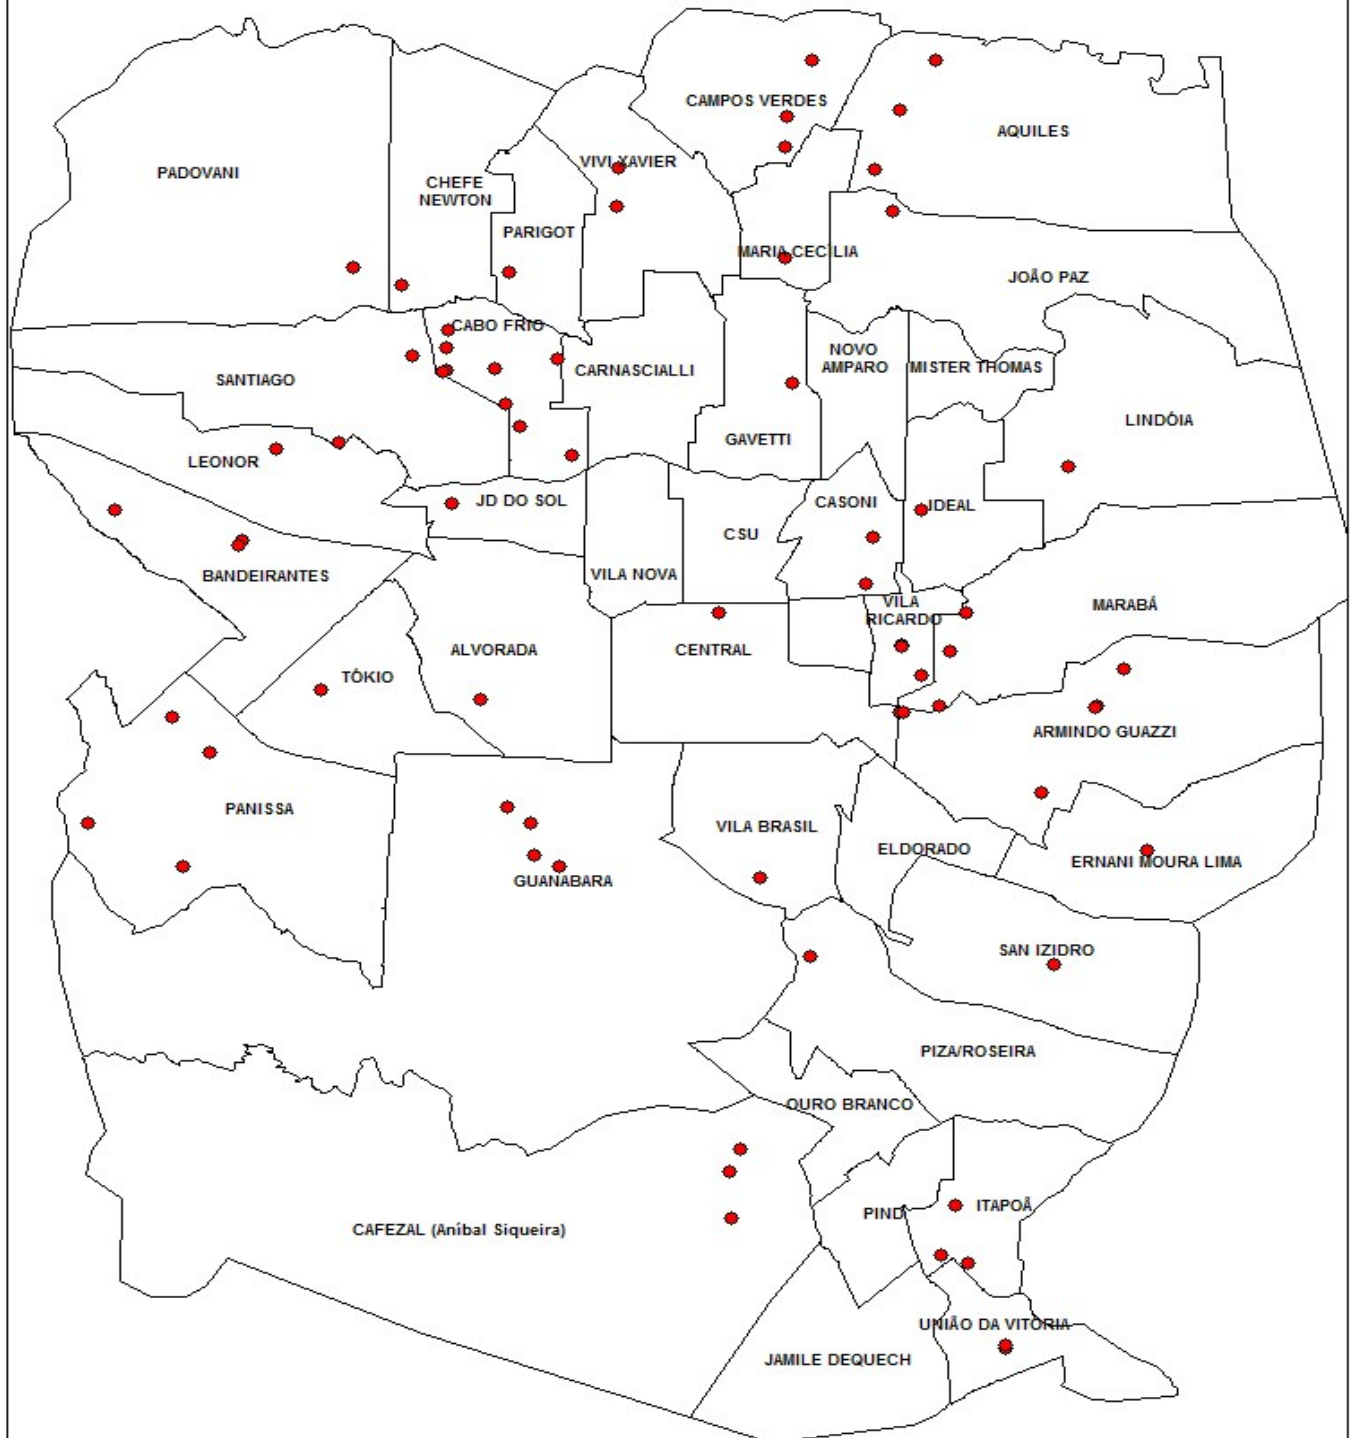 CAMPOS VERDES
AQUILES
VIVI XAVIER
PADOVANI
CHEFE
NEWTON
PARIGOT
MARIA CECÍLIA
JOÃO PAZ
CABO FRIO
NOVO
AMPARO
MISTER THOMAS
CARNASCIALLI
SANTIAGO
LINDÓIA
GAVETTI
LEONOR
JD DO SOL
CASONI
IDEAL
CSU
VILA NOVA
BANDEIRANTES
VILA
RICARDO
MARABÁ
ALVORADA
CENTRAL
TÓKIO
ARMINDO GUAZZI
PANISSA
VILA BRASIL
ELDORADO
ERNANI MOURA LIMA
GUANABARA
SAN IZIDRO
PIZA/ROSEIRA
OURO BRANCO
ITAPOÃ
PIND
CAFEZAL (Aníbal Siqueira)
UNIÃO DA VITÓRIA
JAMILE DEQUECH